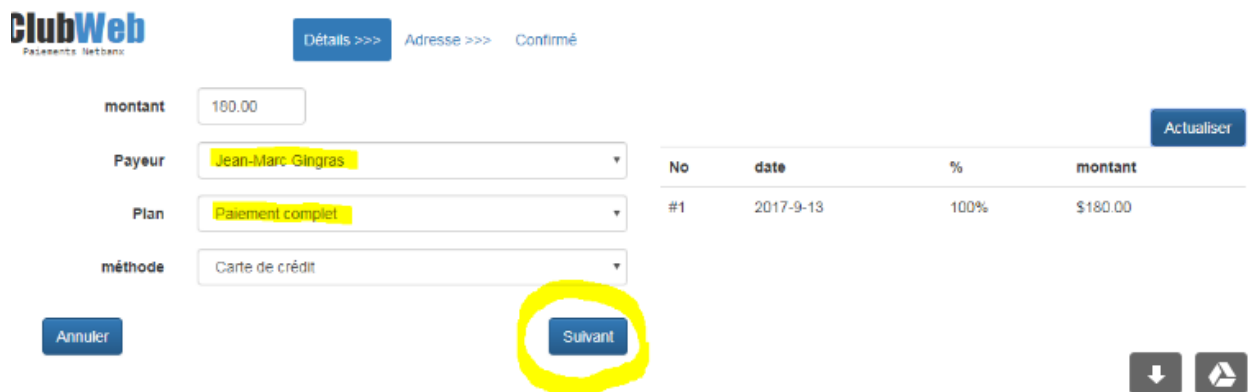 ClubWeb
Paiements Netbanx
Détails >>> Adresse >>> Confirmé
montant 180.00
Actualiser
Payeur Jean-Marc Gingras
No date % montant
Plan Paiement complet
#1 2017-9-13 100% $180.00
méthode Carte de crédit
Annuler Suivant